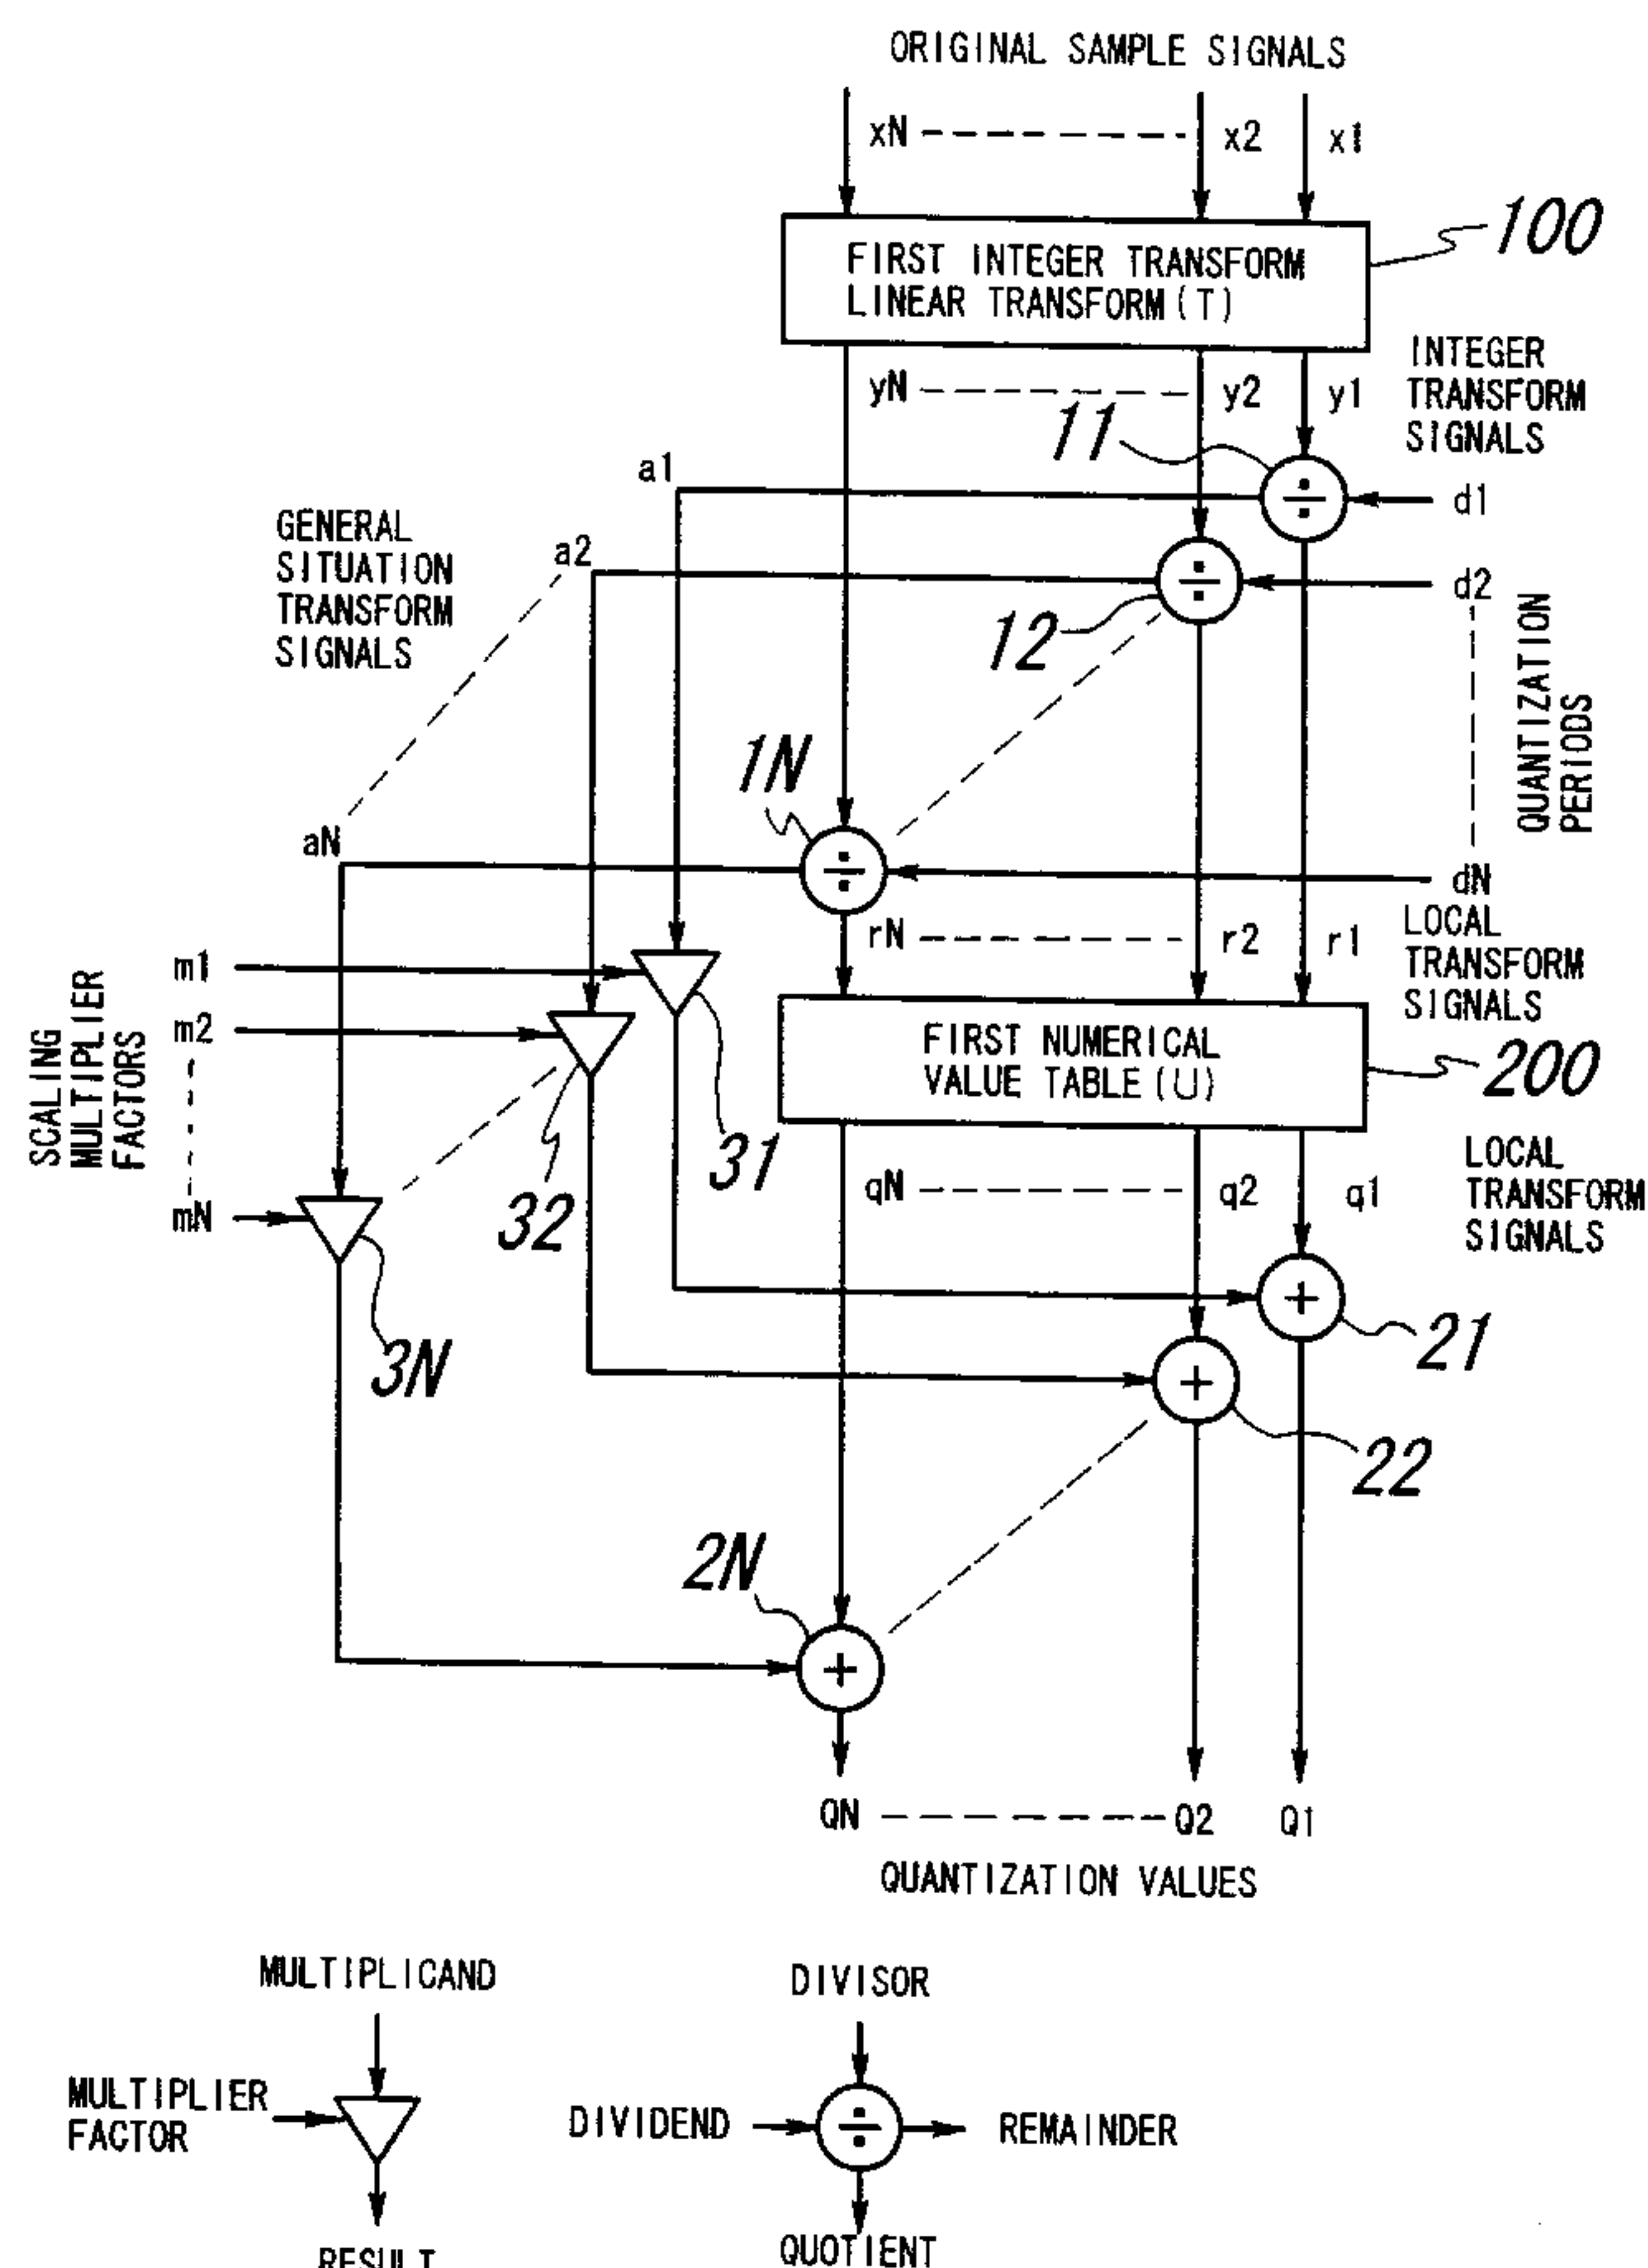 ORIGINAL SAMPLE SIGNALS
xN x2 x1
100
FIRST INTEGER TRANSFORM
LINEAR TRANSFORM (T)
INTEGER
TRANSFORM
SIGNALS
yN y2 y1
11
a1
d1
GENERAL
SITUATION
TRANSFORM
SIGNALS
a2
d2
12
QUANTIZATION
PERIODS
1N
aN
dN
rN r2 r1
LOCAL
TRANSFORM
SIGNALS
SCALING
MULTIPLIER
FACTORS
m1
m2
mN
FIRST NUMERICAL
VALUE TABLE (U)
200
31
32
3N
qN q2 q1
LOCAL
TRANSFORM
SIGNALS
21
22
2N
QN Q2 Q1
QUANTIZATION VALUES
MULTIPLICAND
MULTIPLIER
FACTOR
RESULT
DIVISOR
DIVIDEND
REMAINDER
QUOTIENT